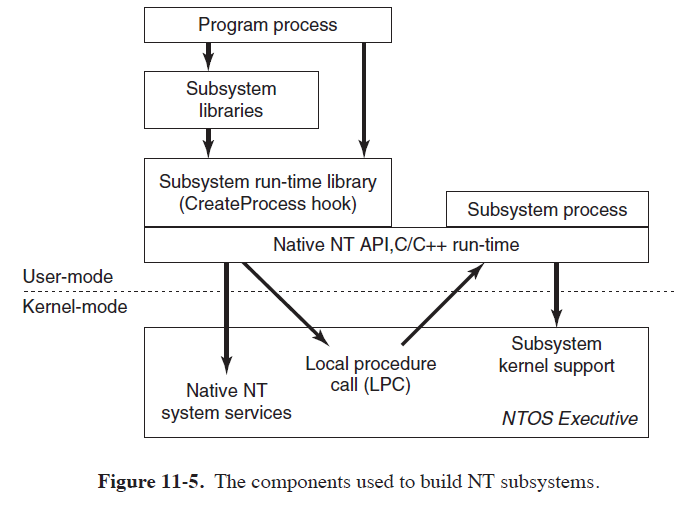 Program process
Subsystem
libraries
Subsystem run-time library
(CreateProcess hook)
Subsystem process
Native NT API,C/C++ run-time
User-mode
Kernel-mode
Subsystem
kernel support
Local procedure
call (LPC)
Native NT
system services
NTOS Executive
Figure 11-5. The components used to build NT subsystems.